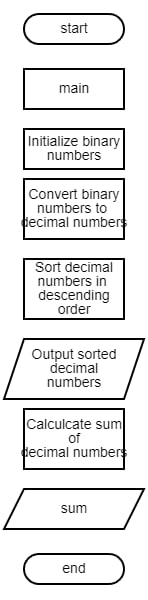 start
main
Initialize binary
numbers
Convert binary
numbers to
decimal numbers
Sort decimal
numbers in
descending
order
Output sorted
decimal
numbers
Calculcate sum
of
decimal numbers
sum
end